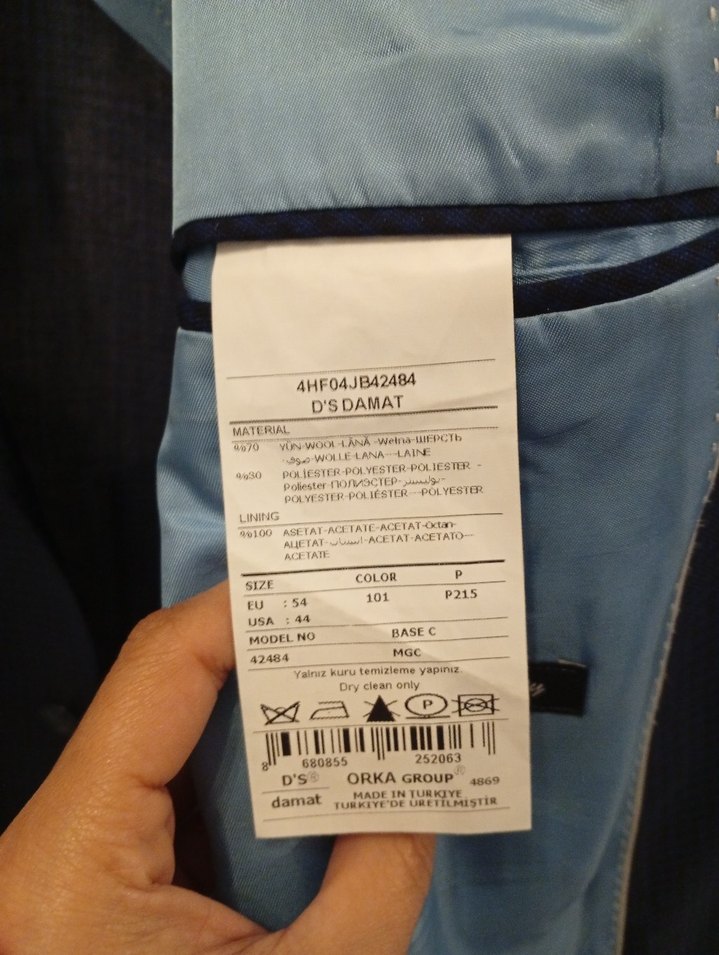 4HF04JB42484
D'S DAMAT
MATERIAL
%70 YÜN-WOOL-LÂNĂ-Wełna-ШЕРСТЬ
-صوف-WOLLE-LANA---LAINE
%30 POLİESTER-POLYESTER-POLIESTER -
Poliester-ПОЛИЭСТЕР-بوليستر-
POLYESTER-POLIÉSTER---POLYESTER
LINING
%100 ASETAT-ACETATE-ACETAT-Octan-
АЦЕТАТ-اسيتات-ACETAT-ACETATO---
ACETATE
SIZE COLOR P
EU : 54 101 P215
USA : 44
MODEL NO BASE C
42484 MGC
Yalnız kuru temizleme yapınız.
Dry clean only
P
8 680855 252063
D'S® ORKA GROUP® 4869
damat MADE IN TURKIYE
TURKIYE'DE URETILMIŞTIR